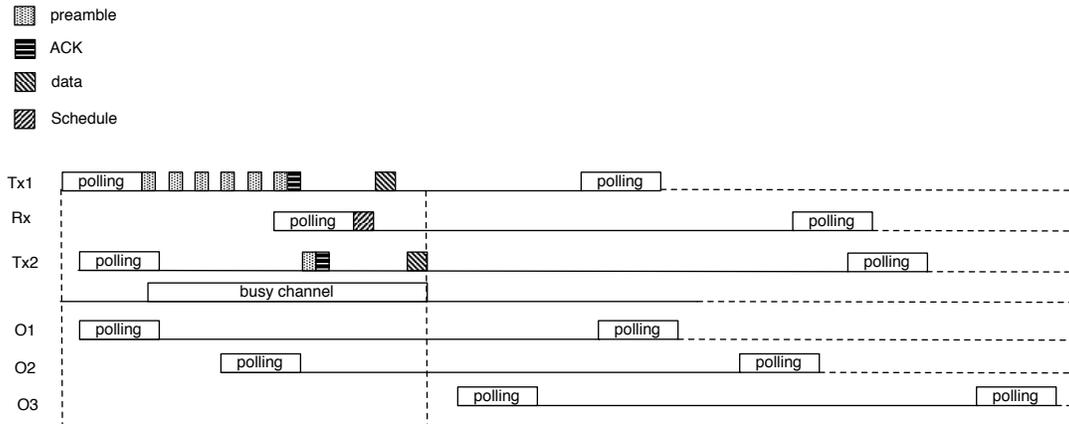 preamble
ACK
data
Schedule
Tx1 polling polling
Rx polling polling
Tx2 polling polling
busy channel
O1 polling polling
O2 polling polling
O3 polling polling